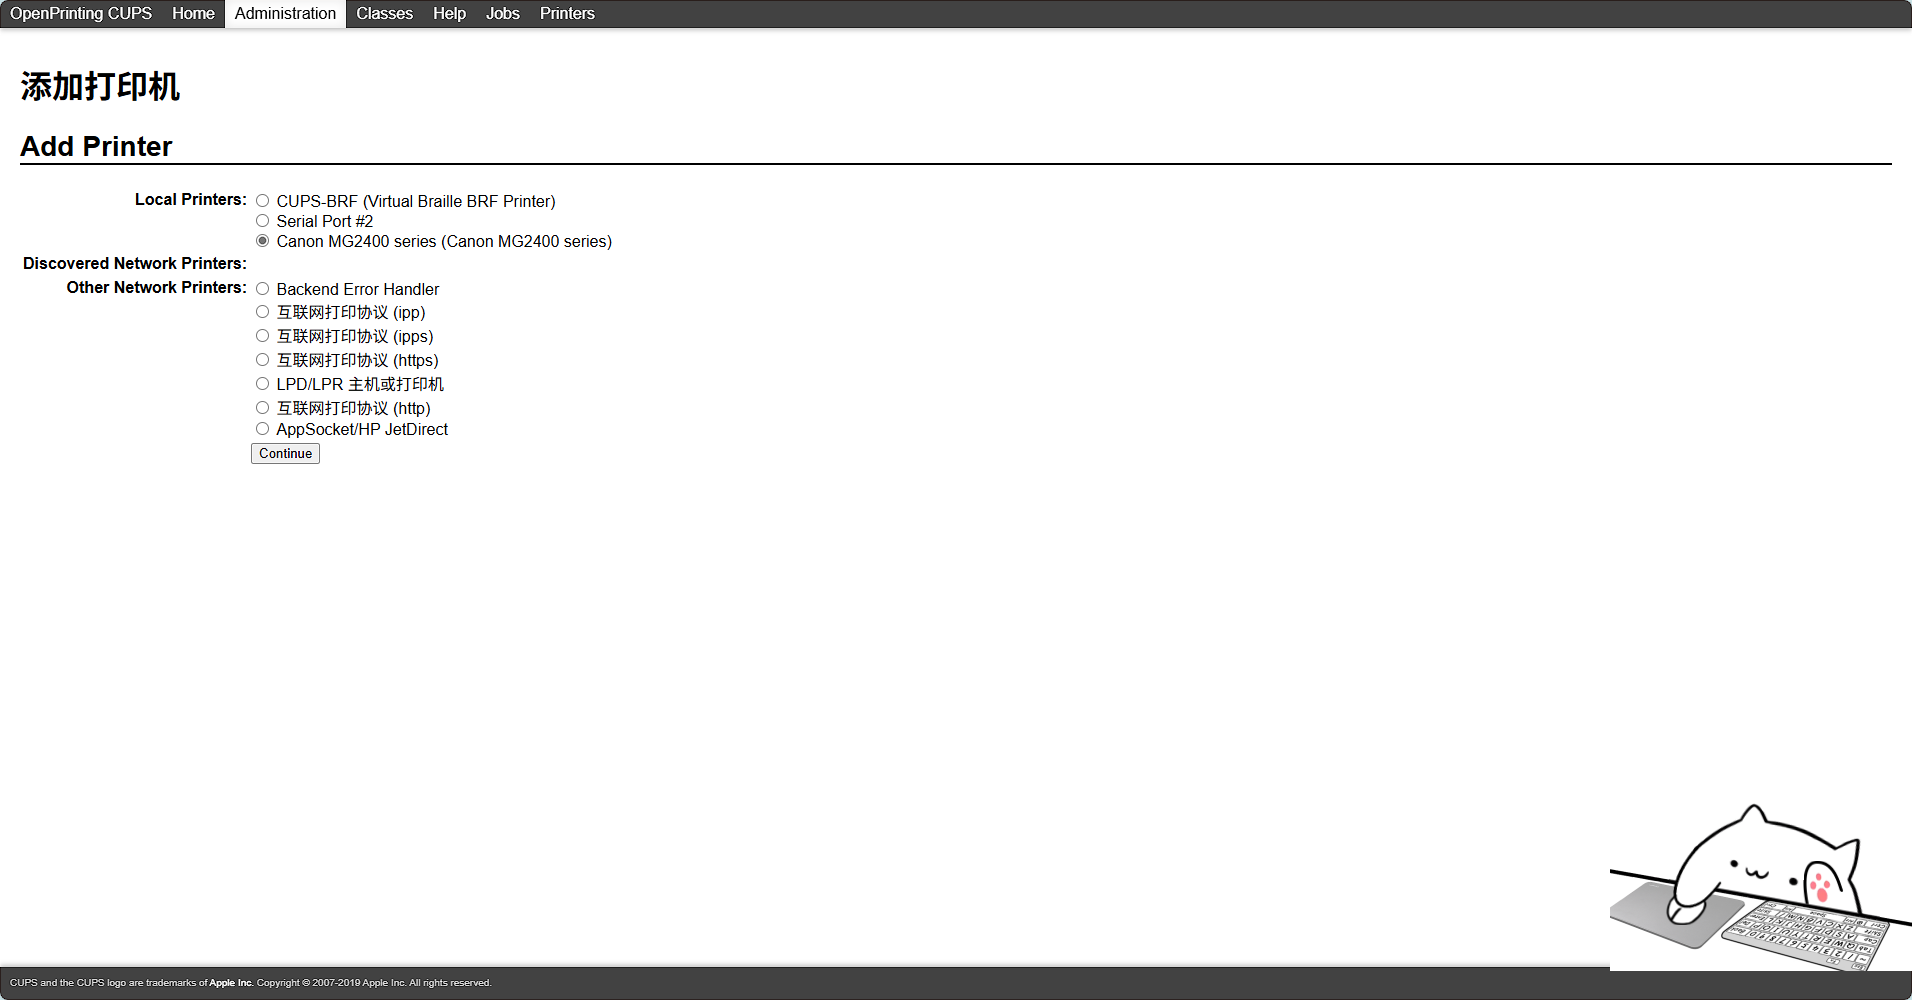 OpenPrinting CUPS Home Administration Classes Help Jobs Printers
添加打印机
Add Printer
Local Printers: CUPS-BRF (Virtual Braille BRF Printer)
Serial Port #2
Canon MG2400 series (Canon MG2400 series)
Discovered Network Printers:
Other Network Printers: Backend Error Handler
互联网打印协议 (ipp)
互联网打印协议 (ipps)
互联网打印协议 (https)
LPD/LPR 主机或打印机
互联网打印协议 (http)
AppSocket/HP JetDirect
Continue
CUPS and the CUPS logo are trademarks of Apple Inc. Copyright © 2007-2019 Apple Inc. All rights reserved.